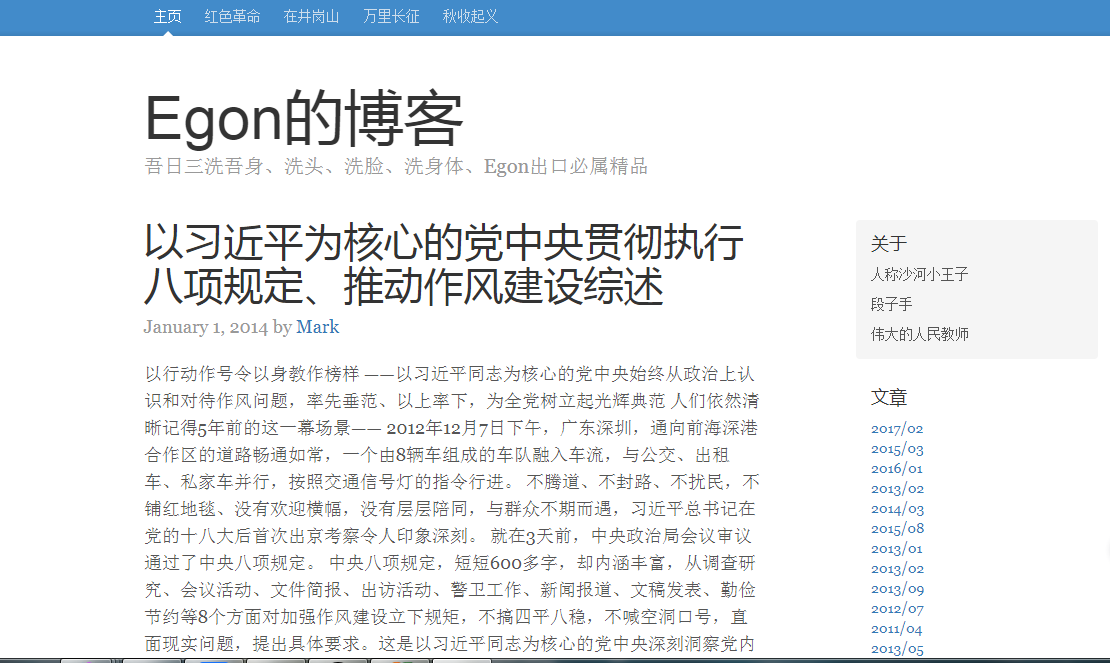 主页 红色革命 在井岗山 万里长征 秋收起义
Egon的博客
吾日三洗吾身、洗头、洗脸、洗身体、Egon出口必属精品
以习近平为核心的党中央贯彻执行
八项规定、推动作风建设综述
January 1, 2014 by Mark
以行动作号令以身教作榜样 ——以习近平同志为核心的党中央始终从政治上认
识和对待作风问题，率先垂范、以上率下，为全党树立起光辉典范 人们依然清
晰记得5年前的这一幕场景—— 2012年12月7日下午，广东深圳，通向前海深港
合作区的道路畅通如常，一个由8辆车组成的车队融入车流，与公交、出租
车、私家车并行，按照交通信号灯的指令行进。 不腾道、不封路、不扰民，不
铺红地毯、没有欢迎横幅，没有层层陪同，与群众不期而遇，习近平总书记在
党的十八大后首次出京考察令人印象深刻。 就在3天前，中央政治局会议审议
通过了中央八项规定。 中央八项规定，短短600多字，却内涵丰富，从调查研
究、会议活动、文件简报、出访活动、警卫工作、新闻报道、文稿发表、勤俭
节约等8个方面对加强作风建设立下规矩，不搞四平八稳，不喊空洞口号，直
面现实问题，提出具体要求。这是以习近平同志为核心的党中央深刻洞察党内
关于
人称沙河小王子
段子手
伟大的人民教师
文章
2017/02
2015/03
2016/01
2013/02
2014/03
2015/08
2013/01
2013/02
2013/09
2012/07
2011/04
2013/05